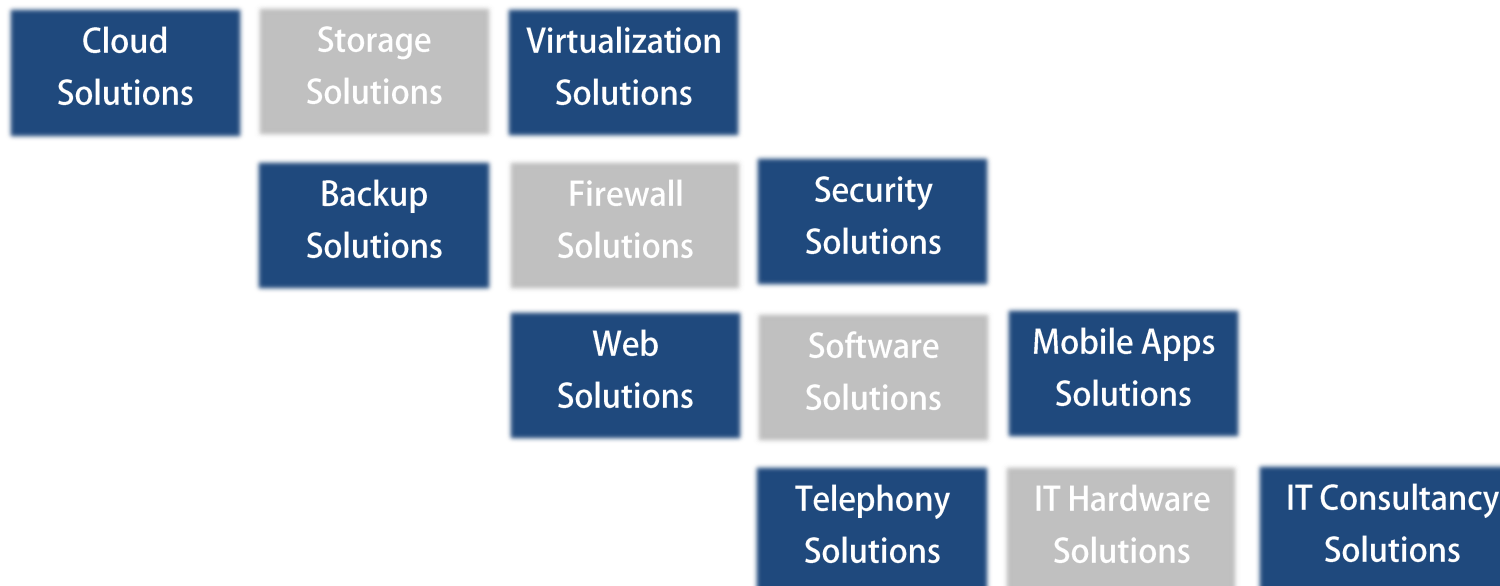 Cloud
Solutions
Storage
Solutions
Virtualization
Solutions
Backup
Solutions
Firewall
Solutions
Security
Solutions
Web
Solutions
Software
Solutions
Mobile Apps
Solutions
Telephony
Solutions
IT Hardware
Solutions
IT Consultancy
Solutions